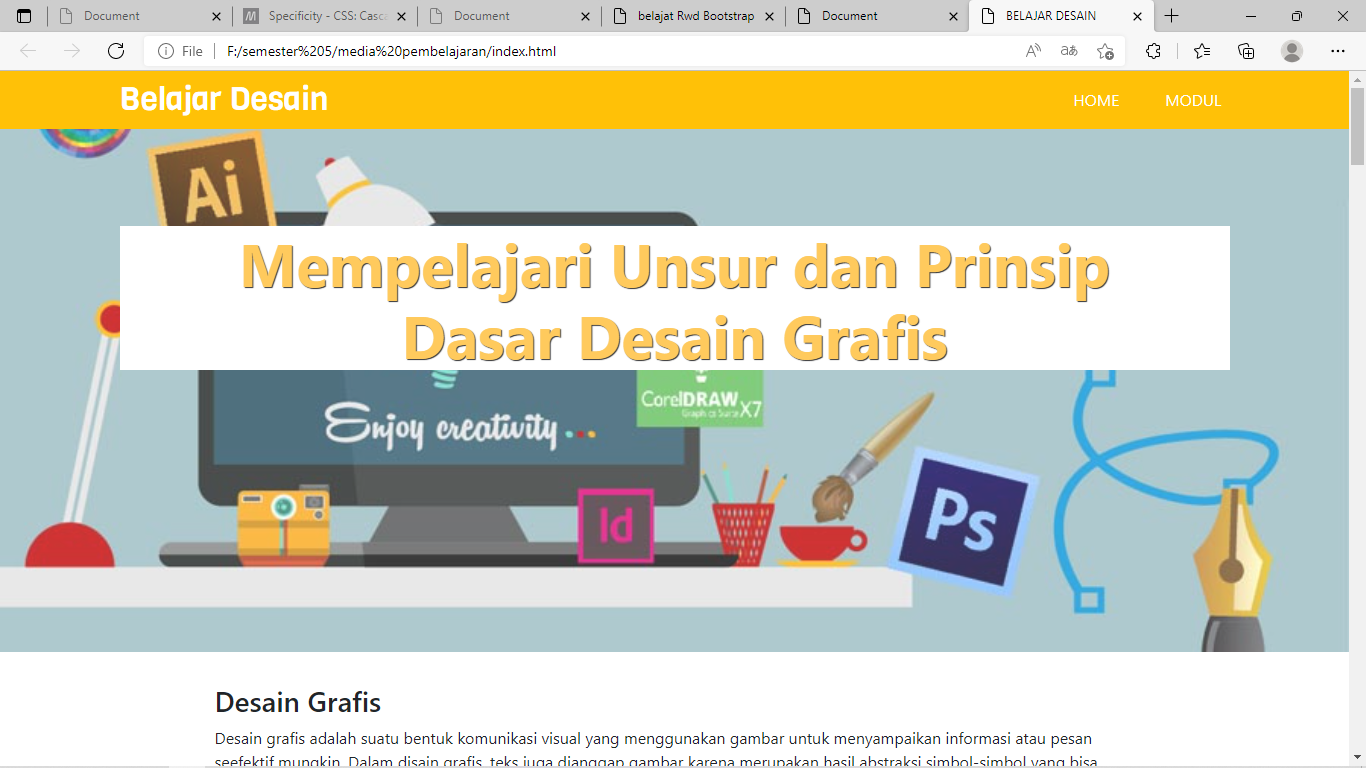 Document
Specificity - CSS: Casca
Document
belajat Rwd Bootstrap
Document
BELAJAR DESAIN
File
F:/semester%205/media%20pembelajaran/index.html
Belajar Desain
HOME
MODUL
Ai
Mempelajari Unsur dan Prinsip
Dasar Desain Grafis
CorelDRAW
X7
Enjoy creativity...
Id
Ps
Desain Grafis
Desain grafis adalah suatu bentuk komunikasi visual yang menggunakan gambar untuk menyampaikan informasi atau pesan
seefektif mungkin. Dalam disain grafis, teks juga dianggap gambar karena merupakan hasil abstraksi simbol-simbol yang bisa